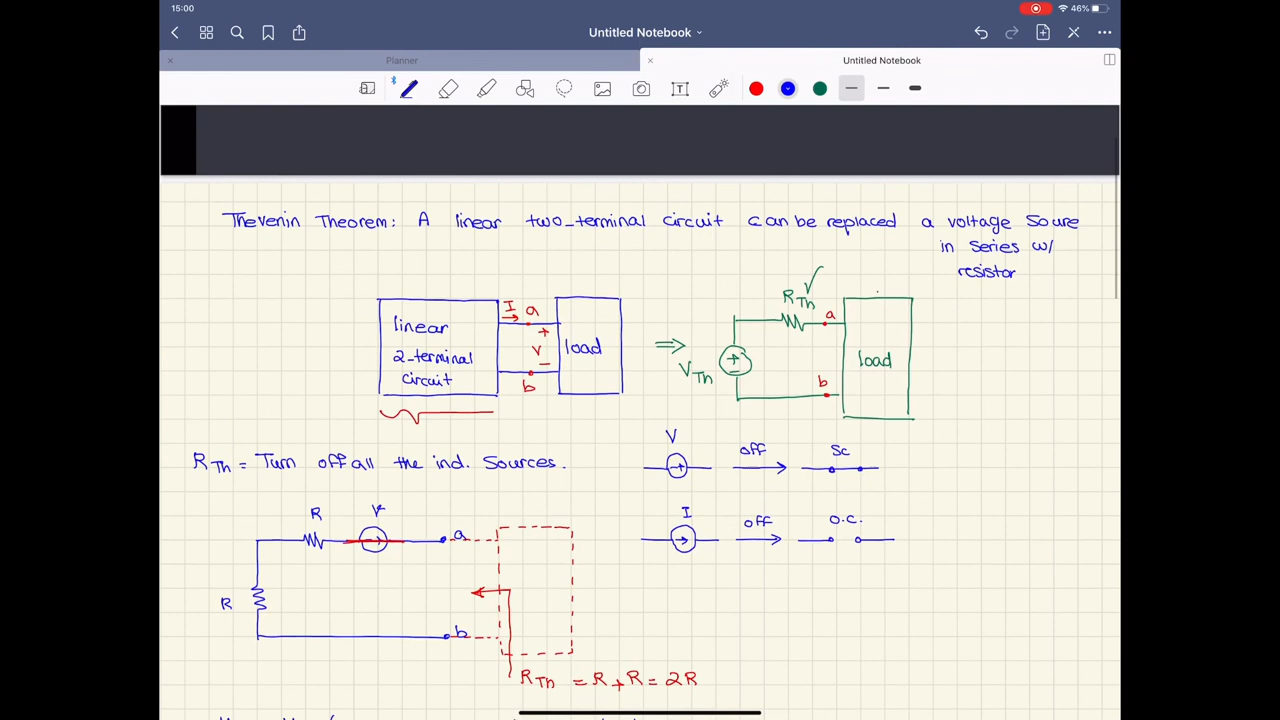 15:00
46%
Untitled Notebook
Planner
Untitled Notebook
Thevenin Theorem: A linear two-terminal circuit can be replaced a voltage Soure
in Series w/
resistor
linear
2-terminal
circuit
I a
+
V
-
b
load
⇒
RTh
a
VTh
+
-
b
load
RTh = Turn off all the ind. Sources.
V
+
off
Sc
I
off
O.C.
R
V
a
R
b
RTh = R + R = 2R